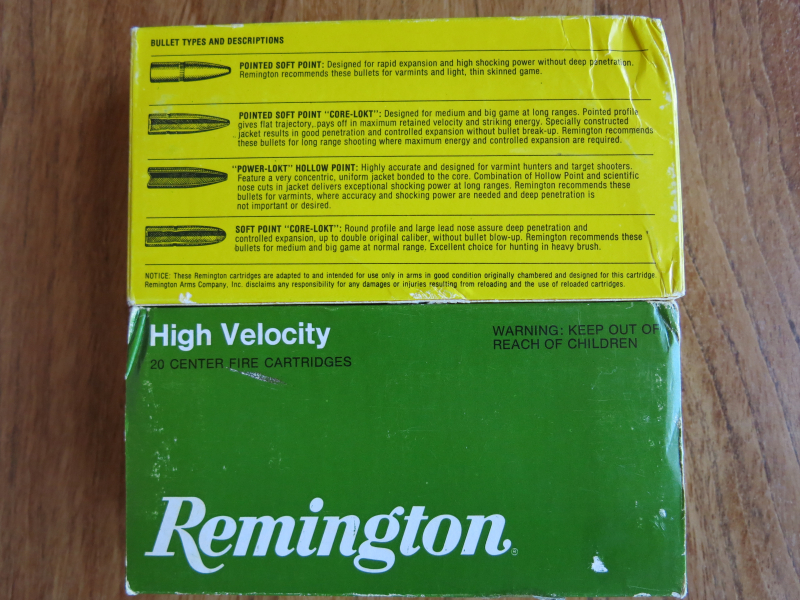 BULLET TYPES AND DESCRIPTIONS
POINTED SOFT POINT: Designed for rapid expansion and high shocking power without deep penetration.
Remington recommends these bullets for varmints and light, thin skinned game.
POINTED SOFT POINT "CORE-LOKT": Designed for medium and big game at long ranges. Pointed profile
gives flat trajectory, pays off in maximum retained velocity and striking energy. Specially constructed
jacket results in good penetration and controlled expansion without bullet break-up. Remington recommends
these bullets for long range shooting where maximum energy and controlled expansion are required.
"POWER-LOKT" HOLLOW POINT: Highly accurate and designed for varmint hunters and target shooters.
Feature a very concentric, uniform jacket bonded to the core. Combination of Hollow Point and scientific
nose cuts in jacket delivers exceptional shocking power at long ranges. Remington recommends these
bullets for varmints, where accuracy and shocking power are needed and deep penetration is
not important or desired.
SOFT POINT "CORE-LOKT": Round profile and large lead nose assure deep penetration and
controlled expansion, up to double original caliber, without bullet blow-up. Remington recommends these
bullets for medium and big game at normal range. Excellent choice for hunting in heavy brush.
NOTICE: These Remington cartridges are adapted to and intended for use only in arms in good condition originally chambered and designed for this cartridge.
Remington Arms Company, Inc. disclaims any responsibility for any damages or injuries resulting from reloading and the use of reloaded cartridges.
High Velocity
20 CENTER FIRE CARTRIDGES
WARNING: KEEP OUT OF
REACH OF CHILDREN
Remington®